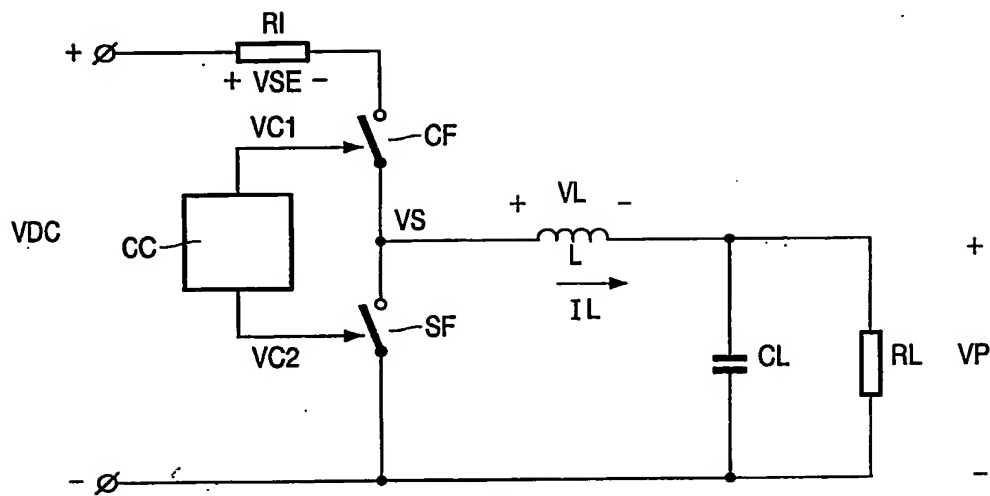 RI
+
+ VSE -
VC1
CF
VDC
CC
VS
+ VL -
L
IL
+
VC2
SF
CL
RL
VP
-
-